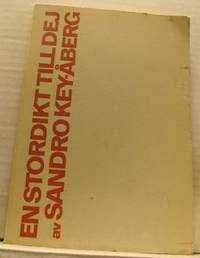 EN STORDIKT TILL DEJ
av SANDRO KEY-ÅBERG